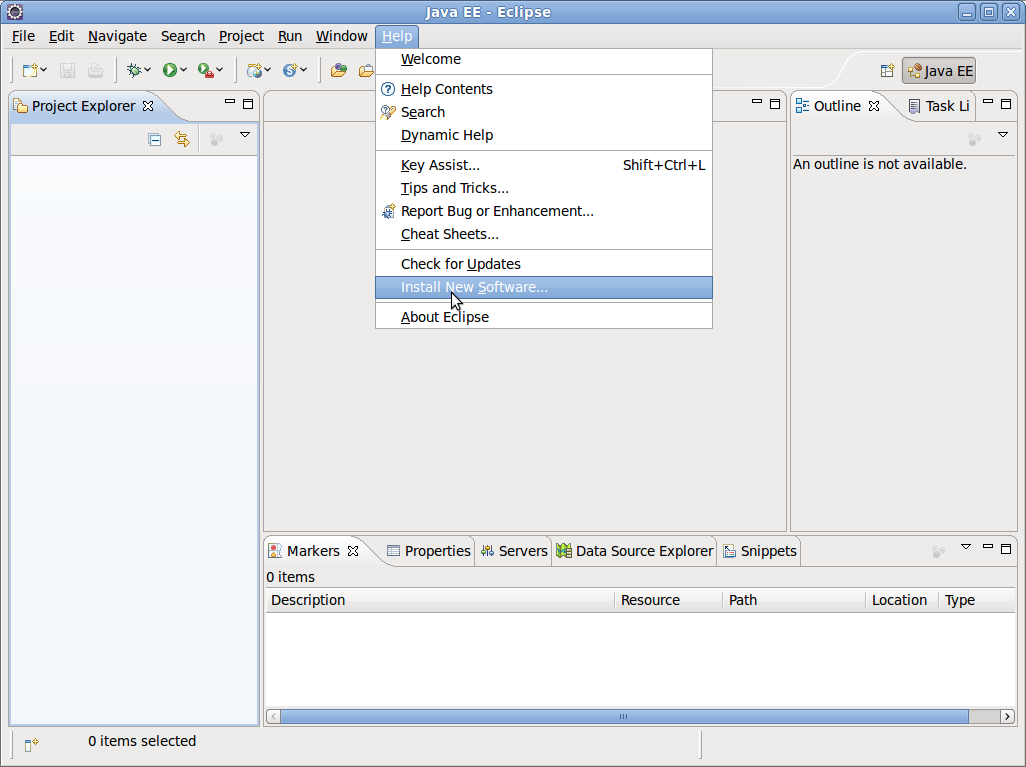 Java EE - Eclipse
File Edit Navigate Search Project Run Window Help
Java EE
Welcome
Help Contents
Search
Dynamic Help
Key Assist... Shift+Ctrl+L
Tips and Tricks...
Report Bug or Enhancement...
Cheat Sheets...
Check for Updates
Install New Software...
About Eclipse
Project Explorer
Outline Task Li
An outline is not available.
Markers Properties Servers Data Source Explorer Snippets
0 items
Description Resource Path Location Type
0 items selected